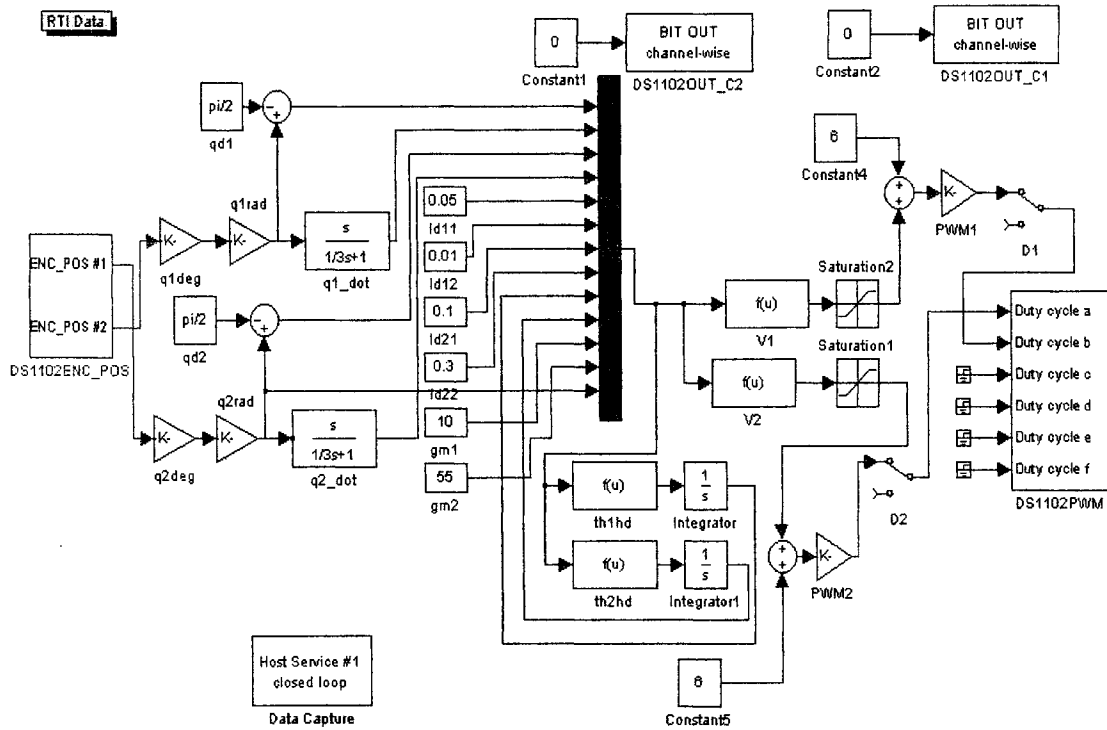 RTI Data
0
Constant1
BIT OUT
channel-wise
DS1102OUT_C2
0
Constant2
BIT OUT
channel-wise
DS1102OUT_C1
pi/2
qd1
-
+
q1rad
K-
K-
q1deg
s
1/3s+1
q1_dot
ENC_POS #1
ENC_POS #2
DS1102ENC_POS
pi/2
qd2
-
+
q2rad
K-
K-
q2deg
s
1/3s+1
q2_dot
0.05
ld11
0.01
ld12
0.1
ld21
0.3
ld22
10
gm1
55
gm2
6
Constant4
+
+
K-
PWM1
D1
Saturation2
f(u)
V1
Saturation1
f(u)
V2
f(u)
th1hd
1
s
Integrator
f(u)
th2hd
1
s
Integrator1
+
+
K-
PWM2
D2
6
Constant5
Duty cycle a
Duty cycle b
Duty cycle c
Duty cycle d
Duty cycle e
Duty cycle f
DS1102PWM
Host Service #1
closed loop
Data Capture